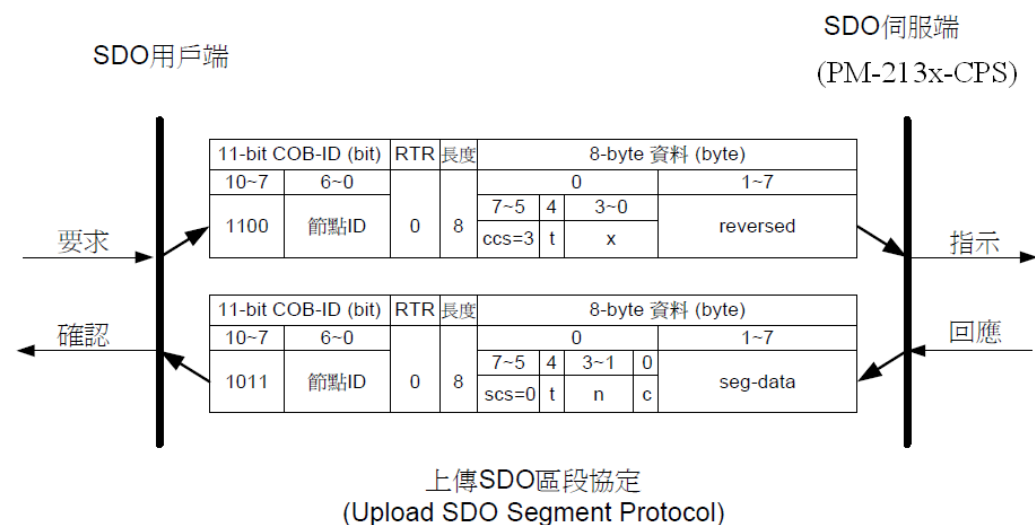 SDO用戶端
SDO伺服端
(PM-213x-CPS)
11-bit COB-ID (bit) RTR 長度 8-byte 資料 (byte)
10~7 6~0 0 1~7
7~5 4 3~0
1100 節點ID 0 8 ccs=3 t x reversed
要求
指示
11-bit COB-ID (bit) RTR 長度 8-byte 資料 (byte)
10~7 6~0 0 1~7
7~5 4 3~1 0
1011 節點ID 0 8 scs=0 t n c seg-data
確認
回應
上傳SDO區段協定
(Upload SDO Segment Protocol)